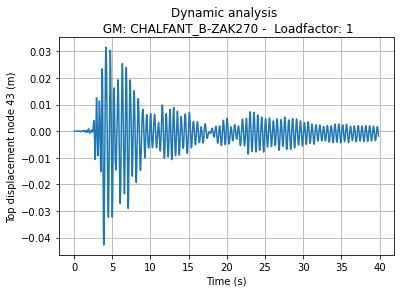 Dynamic analysis
GM: CHALFANT_B-ZAK270 - Loadfactor: 1
Top displacement node 43 (m)
0.03
0.02
0.01
0.00
−0.01
−0.02
−0.03
−0.04
0 5 10 15 20 25 30 35 40
Time (s)